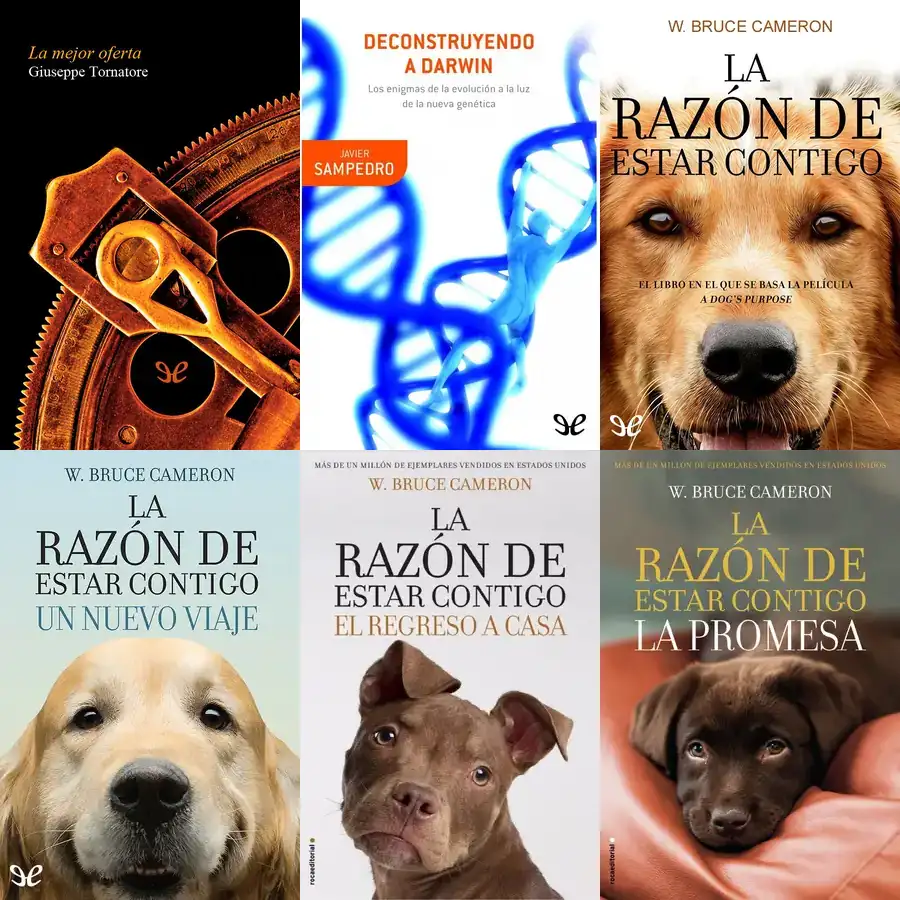 La mejor oferta
Giuseppe Tornatore
DECONSTRUYENDO
A DARWIN
Los enigmas de la evolución a la luz
de la nueva genética
JAVIER
SAMPEDRO
W. BRUCE CAMERON
LA
RAZÓN DE
ESTAR CONTIGO
EL LIBRO EN EL QUE SE BASA LA PELÍCULA
A DOG'S PURPOSE
W. BRUCE CAMERON
LA
RAZÓN DE
ESTAR CONTIGO
UN NUEVO VIAJE
MÁS DE UN MILLÓN DE EJEMPLARES VENDIDOS EN ESTADOS UNIDOS
W. BRUCE CAMERON
LA
RAZÓN DE
ESTAR CONTIGO
EL REGRESO A CASA
rocaeditorial
MÁS DE UN MILLÓN DE EJEMPLARES VENDIDOS EN ESTADOS UNIDOS
W. BRUCE CAMERON
LA
RAZÓN DE
ESTAR CONTIGO
LA PROMESA
rocaeditorial